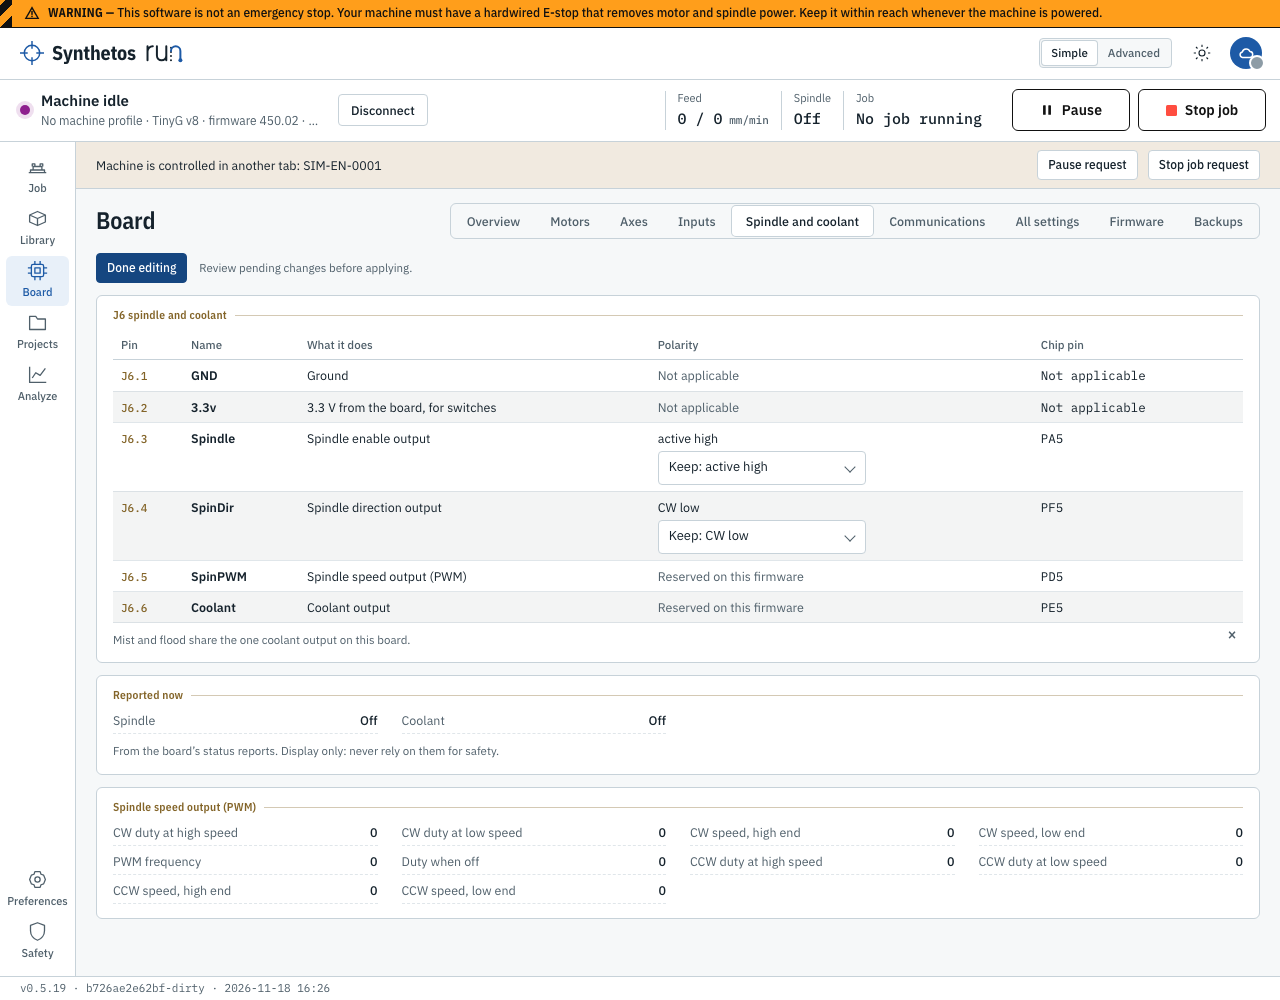 WARNING — This software is not an emergency stop. Your machine must have a hardwired E-stop that removes motor and spindle power. Keep it within reach whenever the machine is powered.
Synthetos run
Simple
Advanced
Machine idle
No machine profile · TinyG v8 · firmware 450.02 · ...
Disconnect
Feed
0 / 0 mm/min
Spindle
Off
Job
No job running
Pause
Stop job
Machine is controlled in another tab: SIM-EN-0001
Pause request
Stop job request
Job
Library
Board
Projects
Analyze
Preferences
Safety
Board
Overview
Motors
Axes
Inputs
Spindle and coolant
Communications
All settings
Firmware
Backups
Done editing
Review pending changes before applying.
J6 spindle and coolant
Pin Name What it does Polarity Chip pin
J6.1 GND Ground Not applicable Not applicable
J6.2 3.3v 3.3 V from the board, for switches Not applicable Not applicable
J6.3 Spindle Spindle enable output active high PA5
Keep: active high
J6.4 SpinDir Spindle direction output CW low PF5
Keep: CW low
J6.5 SpinPWM Spindle speed output (PWM) Reserved on this firmware PD5
J6.6 Coolant Coolant output Reserved on this firmware PE5
Mist and flood share the one coolant output on this board.
×
Reported now
Spindle Off Coolant Off
From the board's status reports. Display only: never rely on them for safety.
Spindle speed output (PWM)
CW duty at high speed 0 CW duty at low speed 0 CW speed, high end 0 CW speed, low end 0
PWM frequency 0 Duty when off 0 CCW duty at high speed 0 CCW duty at low speed 0
CCW speed, high end 0 CCW speed, low end 0
v0.5.19 · b726ae2e62bf-dirty · 2026-11-18 16:26